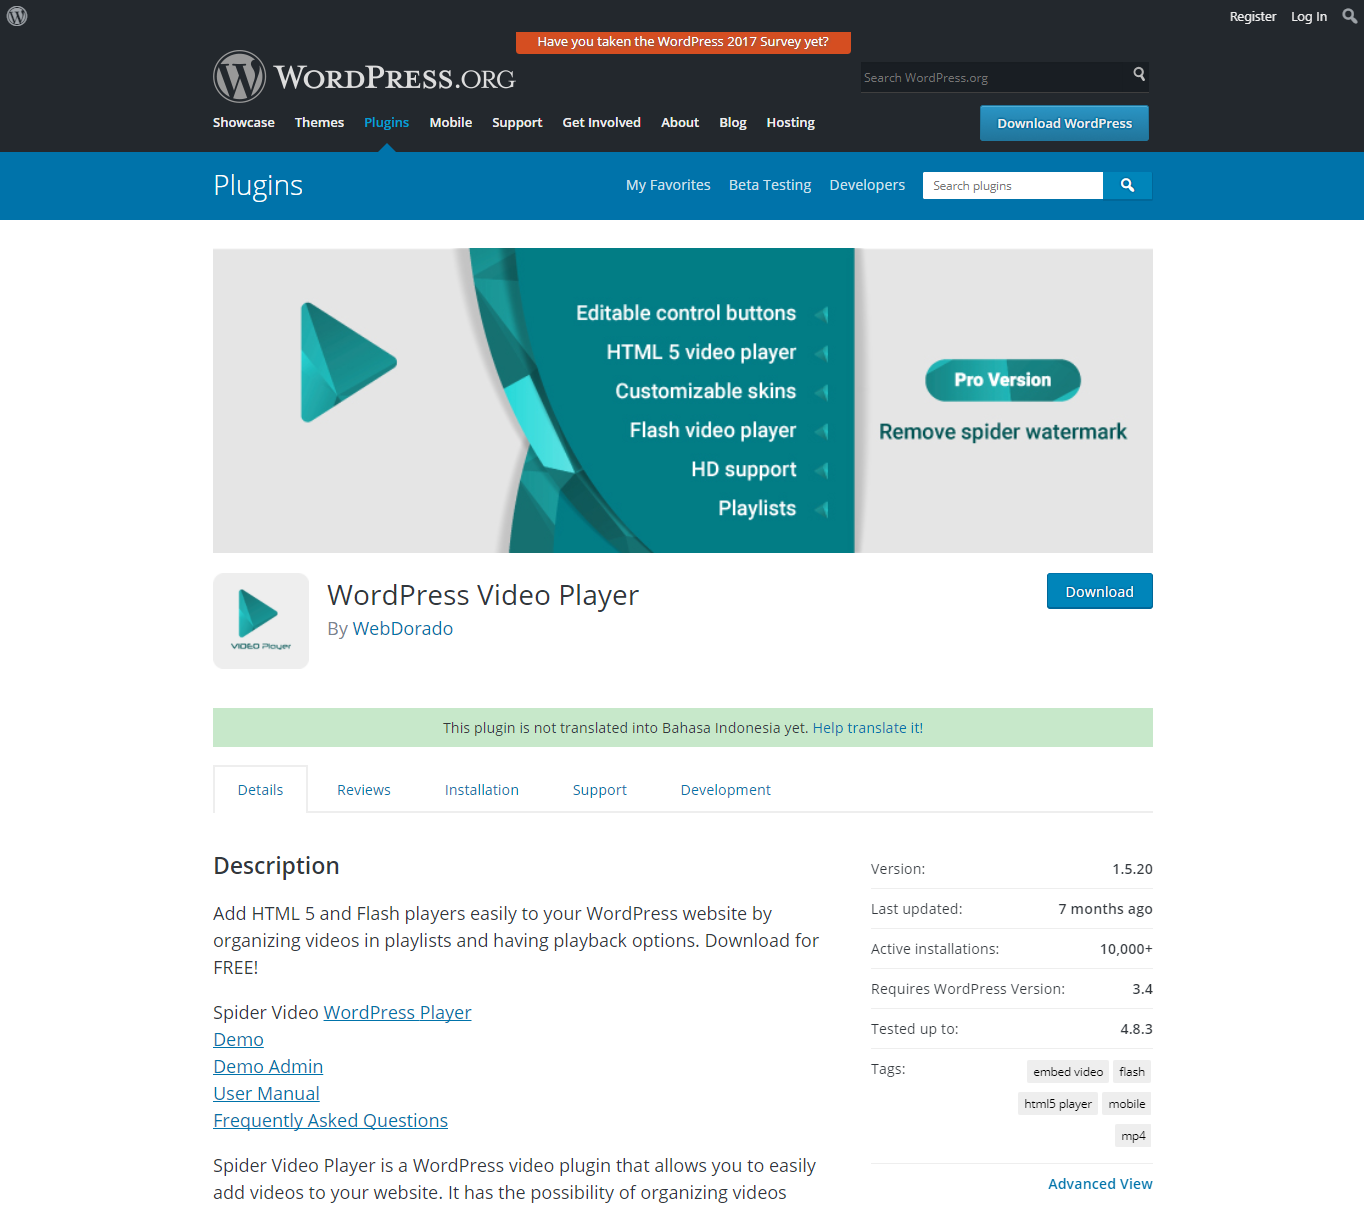 Register Log In
Have you taken the WordPress 2017 Survey yet?
WORDPRESS.ORG
Search WordPress.org
Showcase Themes Plugins Mobile Support Get Involved About Blog Hosting
Download WordPress
Plugins
My Favorites Beta Testing Developers
Search plugins
Editable control buttons
HTML 5 video player
Customizable skins
Flash video player
HD support
Playlists
Pro Version
Remove spider watermark
VIDEO Player
WordPress Video Player
By WebDorado
Download
This plugin is not translated into Bahasa Indonesia yet. Help translate it!
Details Reviews Installation Support Development
Description
Add HTML 5 and Flash players easily to your WordPress website by
organizing videos in playlists and having playback options. Download for
FREE!
Spider Video WordPress Player
Demo
Demo Admin
User Manual
Frequently Asked Questions
Spider Video Player is a WordPress video plugin that allows you to easily
add videos to your website. It has the possibility of organizing videos
Version: 1.5.20
Last updated: 7 months ago
Active installations: 10,000+
Requires WordPress Version: 3.4
Tested up to: 4.8.3
Tags: embed video flash
html5 player mobile
mp4
Advanced View